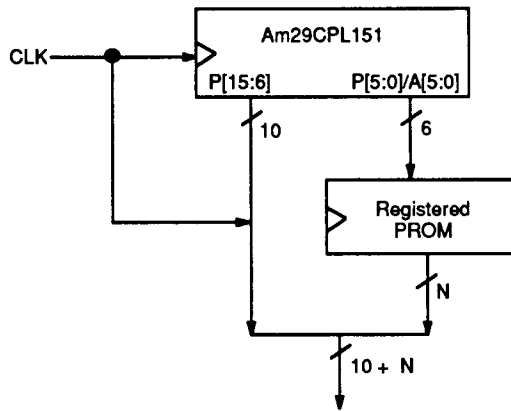 Am29CPL151
CLK
P[15:6] P[5:0]/A[5:0]
10
6
Registered
PROM
N
10 + N